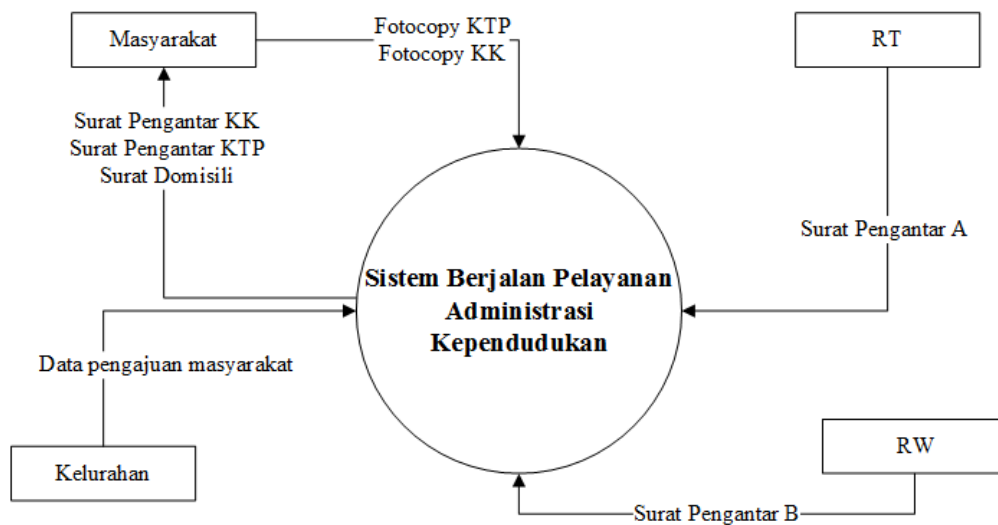 Masyarakat
Fotocopy KTP
Fotocopy KK
RT
Surat Pengantar KK
Surat Pengantar KTP
Surat Domisili
Surat Pengantar A
Sistem Berjalan Pelayanan
Administrasi
Kependudukan
Data pengajuan masyarakat
Kelurahan
RW
Surat Pengantar B